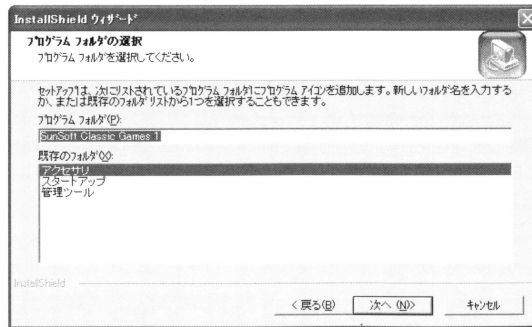 InstallShield ウィザード
プログラム フォルダの選択
プログラム フォルダを選択してください。
セットアップは、次にリストされているプログラム フォルダにプログラム アイコンを追加します。新しいフォルダ名を入力する
か、または既存のフォルダ リストから1つを選択することもできます。
プログラム フォルダ(P):
SunSoft Classic Games 1
既存のフォルダ(X):
アクセサリ
スタートアップ
管理ツール
InstallShield
< 戻る(B)
次へ (N)>
キャンセル